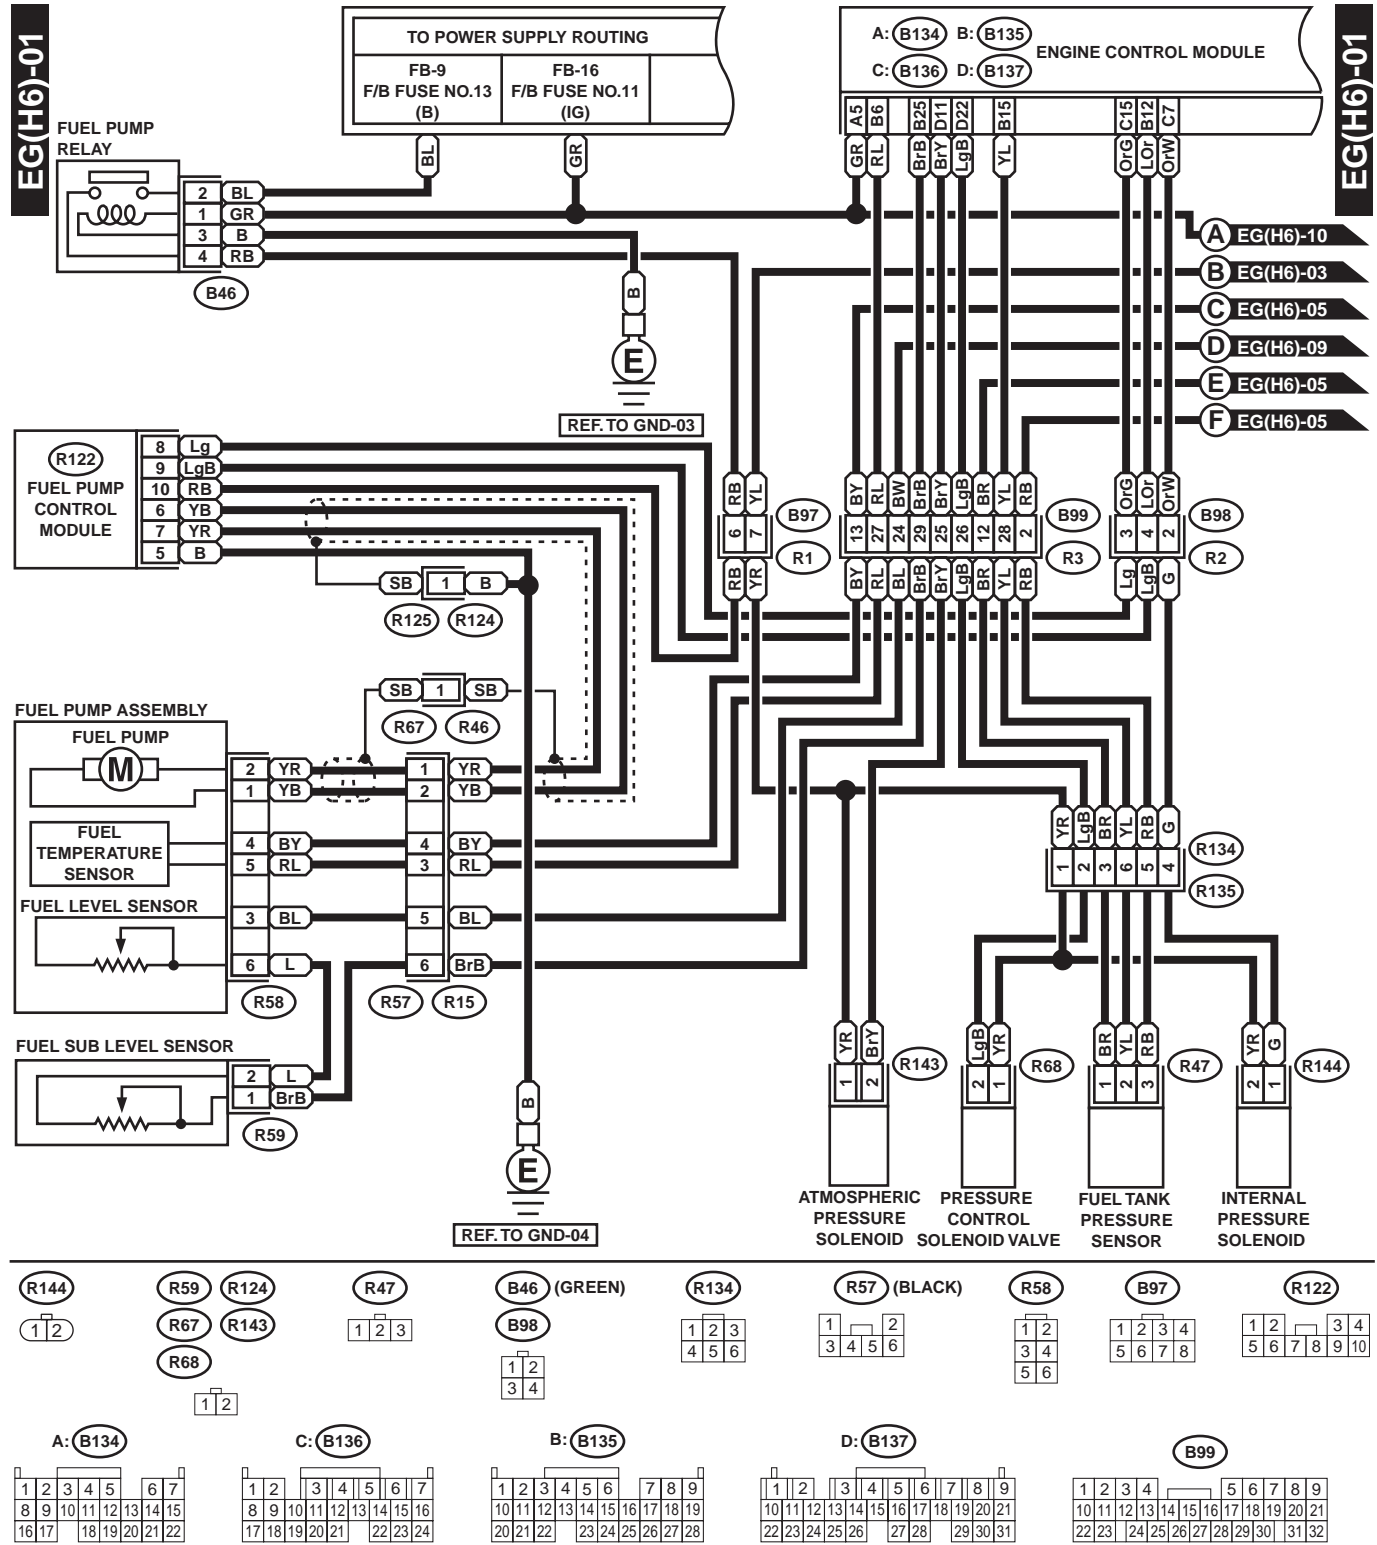 EG(H6)-01
EG(H6)-01
TO POWER SUPPLY ROUTING
FB-9
F/B FUSE NO.13
(B)
FB-16
F/B FUSE NO.11
(IG)
A: B134 B: B135
C: B136 D: B137
ENGINE CONTROL MODULE
A5 B6 B25 D11 D22 B15 C15 B12 C7
GR RL BrB BrY LgB YL OrG LOr OrW
BL GR
FUEL PUMP
RELAY
2 BL
1 GR
3 B
4 RB
B46
B
E
REF. TO GND-03
A EG(H6)-10
B EG(H6)-03
C EG(H6)-05
D EG(H6)-09
E EG(H6)-05
F EG(H6)-05
R122
FUEL PUMP
CONTROL
MODULE
8 Lg
9 LgB
10 RB
6 YB
7 YR
5 B
RB YL
6 7
RB YR
B97
R1
BY RL BW BrB BrY LgB BR YL RB
13 27 24 29 25 26 12 28 2
BY RL BL BrB BrY LgB BR YL RB
B99
R3
OrG LOr OrW
3 4 2
Lg LgB G
B98
R2
SB 1 B
R125 R124
SB 1 SB
R67 R46
FUEL PUMP ASSEMBLY
FUEL PUMP
M
2 YR 1 YR
1 YB 2 YB
FUEL
TEMPERATURE
SENSOR
4 BY 4 BY
5 RL 3 RL
FUEL LEVEL SENSOR
3 BL 5 BL
6 L 6 BrB
R58 R57 R15
FUEL SUB LEVEL SENSOR
2 L
1 BrB
R59
B
E
REF. TO GND-04
YR LgB BR YL RB G
1 2 3 6 5 4
R134
R135
YR BrY
1 2
R143
LgB YR
2 1
R68
BR YL RB
1 2 3
R47
YR G
2 1
R144
ATMOSPHERIC
PRESSURE
SOLENOID
PRESSURE
CONTROL
SOLENOID VALVE
FUEL TANK
PRESSURE
SENSOR
INTERNAL
PRESSURE
SOLENOID
R144
1 2
R59 R124
R67 R143
R68
1 2
R47
1 2 3
B46 (GREEN)
B98
1 2
3 4
R134
1 2 3
4 5 6
R57 (BLACK)
1 2
3 4 5 6
R58
1 2
3 4
5 6
B97
1 2 3 4
5 6 7 8
R122
1 2 3 4
5 6 7 8 9 10
A: B134
1 2 3 4 5 6 7
8 9 10 11 12 13 14 15
16 17 18 19 20 21 22
C: B136
1 2 3 4 5 6 7
8 9 10 11 12 13 14 15 16
17 18 19 20 21 22 23 24
B: B135
1 2 3 4 5 6 7 8 9
10 11 12 13 14 15 16 17 18 19
20 21 22 23 24 25 26 27 28
D: B137
1 2 3 4 5 6 7 8 9
10 11 12 13 14 15 16 17 18 19 20 21
22 23 24 25 26 27 28 29 30 31
B99
1 2 3 4 5 6 7 8 9
10 11 12 13 14 15 16 17 18 19 20 21
22 23 24 25 26 27 28 29 30 31 32